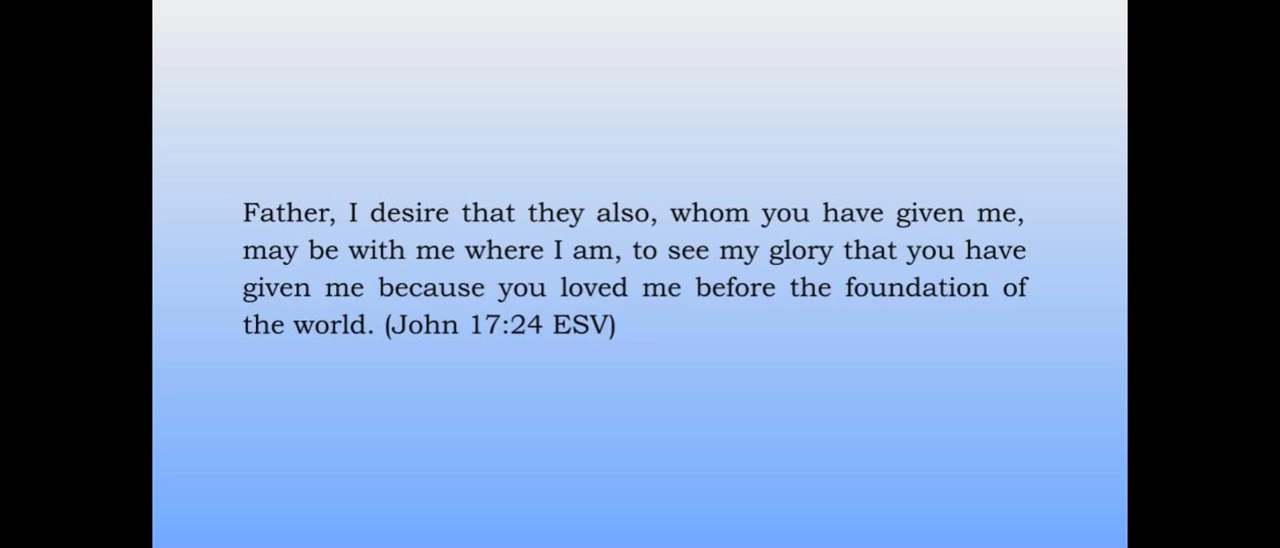 Father, I desire that they also, whom you have given me,
may be with me where I am, to see my glory that you have
given me because you loved me before the foundation of
the world. (John 17:24 ESV)